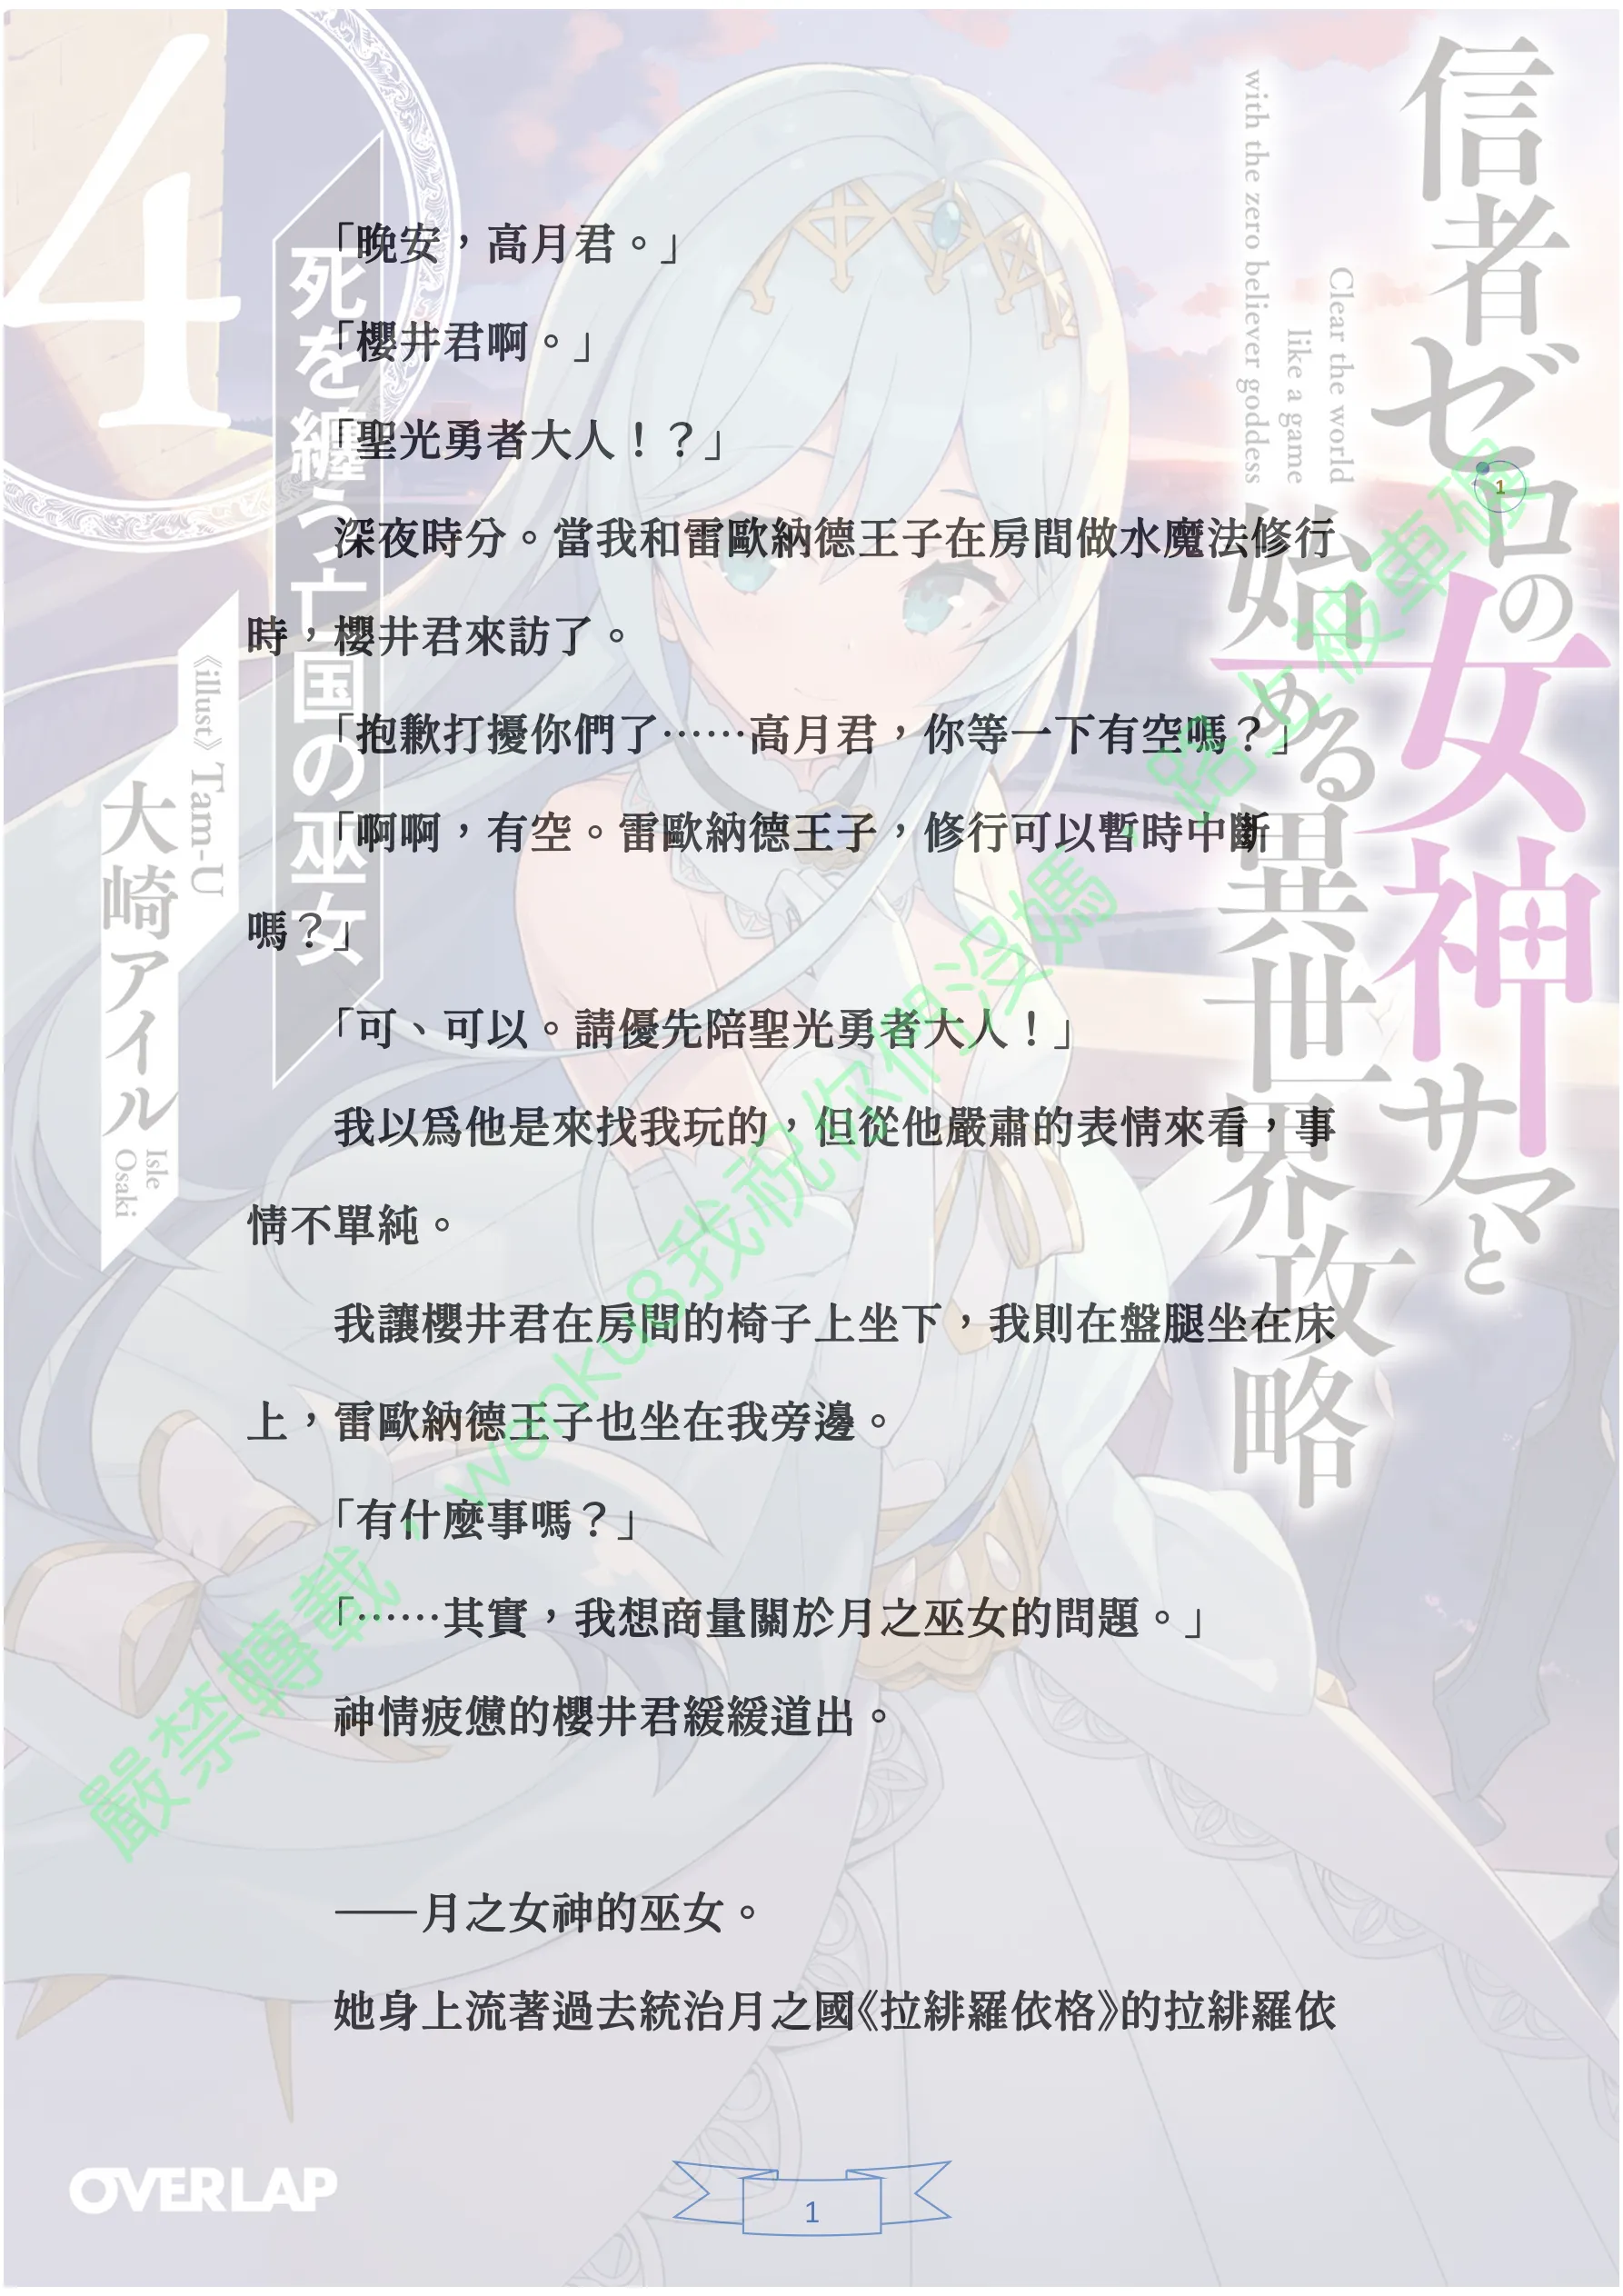 信者ゼロの女神サマと
始める異世界攻略
Clear the world
like a game
with the zero believer goddess
4
死を纏う亡国の巫女
《illust》Tam-U
大崎アイル
Isle
Osaki
1
「晚安，高月君。」
「櫻井君啊。」
「聖光勇者大人！？」
深夜時分。當我和雷歐納德王子在房間做水魔法修行
時，櫻井君來訪了。
「抱歉打擾你們了……高月君，你等一下有空嗎？」
「啊啊，有空。雷歐納德王子，修行可以暫時中斷
嗎？」
「可、可以。請優先陪聖光勇者大人！」
我以爲他是來找我玩的，但從他嚴肅的表情來看，事
情不單純。
我讓櫻井君在房間的椅子上坐下，我則在盤腿坐在床
上，雷歐納德王子也坐在我旁邊。
「有什麼事嗎？」
「……其實，我想商量關於月之巫女的問題。」
神情疲憊的櫻井君緩緩道出。
——月之女神的巫女。
她身上流著過去統治月之國《拉緋羅依格》的拉緋羅依
嚴禁轉載，wenku8我祝你們沒媽，路上被車碾
OVERLAP
1